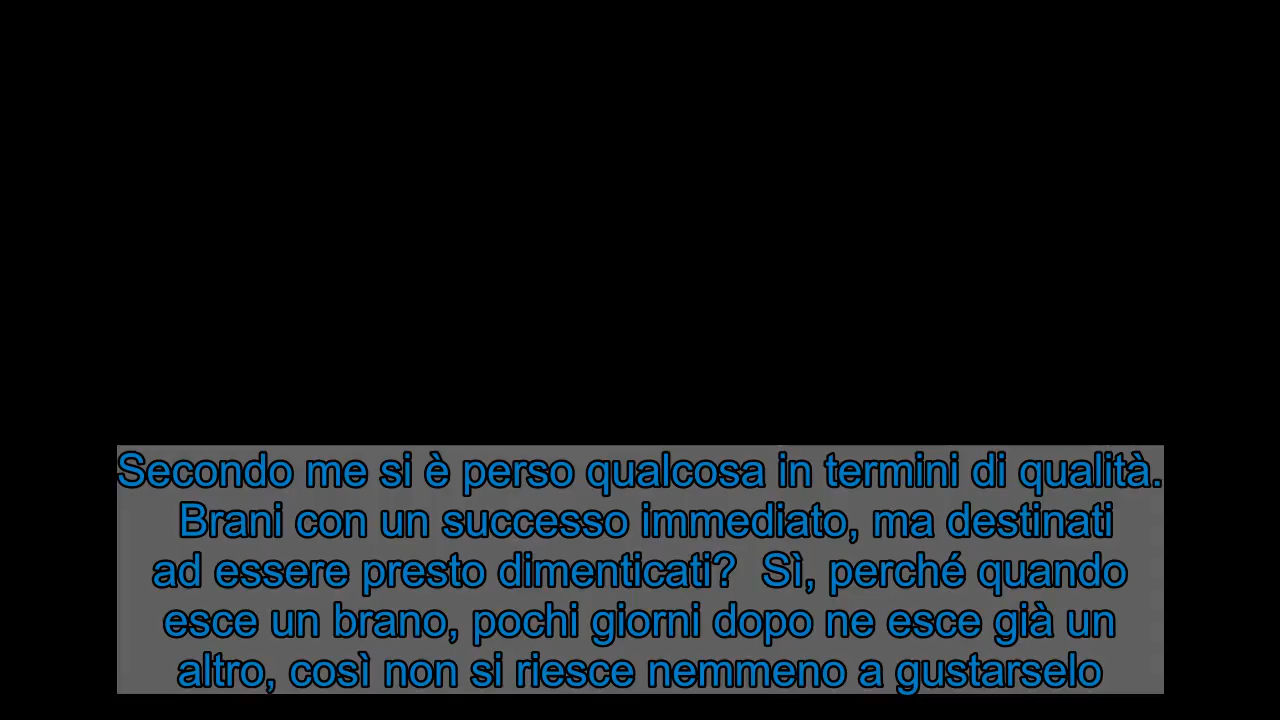 Secondo me si è perso qualcosa in termini di qualità.
Brani con un successo immediato, ma destinati
ad essere presto dimenticati?  Sì, perché quando
esce un brano, pochi giorni dopo ne esce già un
altro, così non si riesce nemmeno a gustarselo